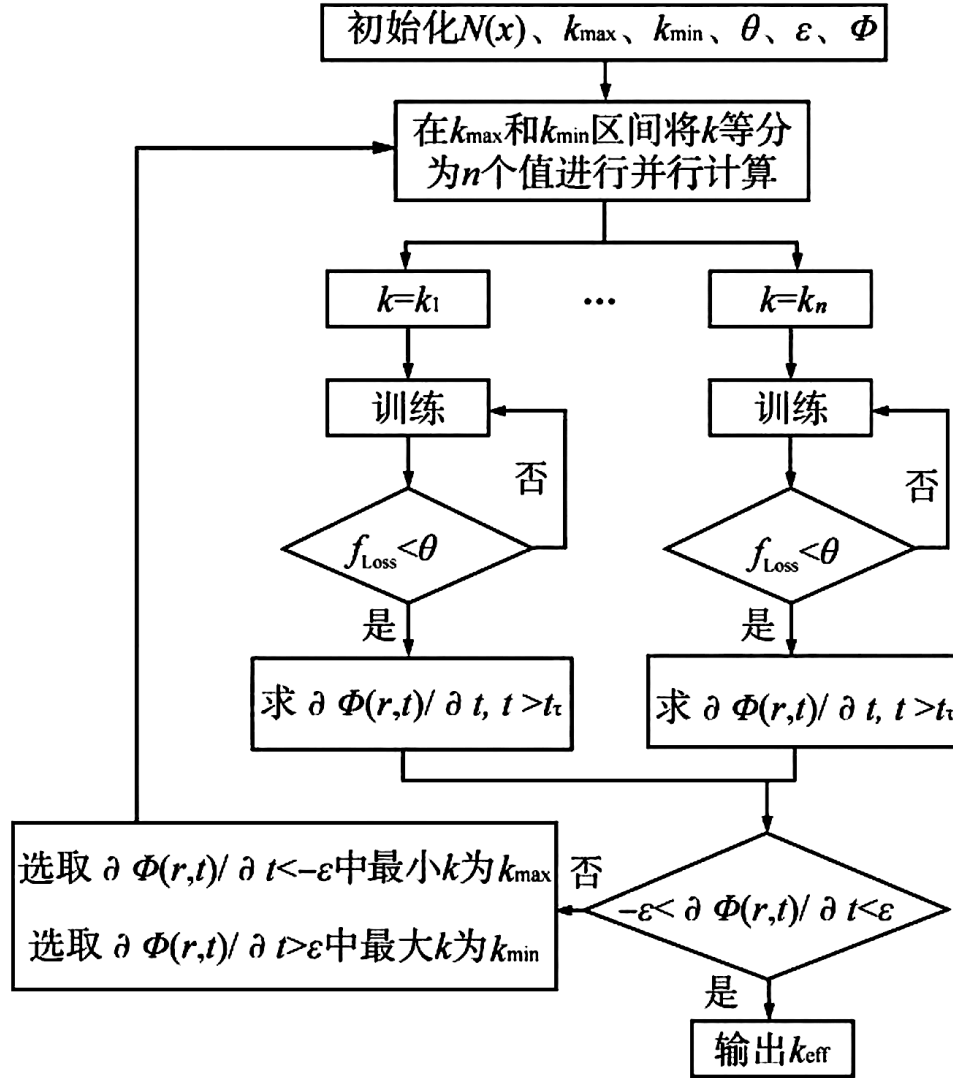 初始化N(x)、kmax、kmin、θ、ε、Φ
在kmax和kmin区间将k等分
为n个值进行并行计算
k=k1
···
k=kn
训练
训练
否
否
fLoss<θ
fLoss<θ
是
是
求 ∂ Φ(r,t)/ ∂ t, t >tτ
求 ∂ Φ(r,t)/ ∂ t, t >tτ
选取 ∂ Φ(r,t)/ ∂ t<-ε中最小k为kmax
选取 ∂ Φ(r,t)/ ∂ t>ε中最大k为kmin
否
-ε< ∂ Φ(r,t)/ ∂ t<ε
是
输出keff